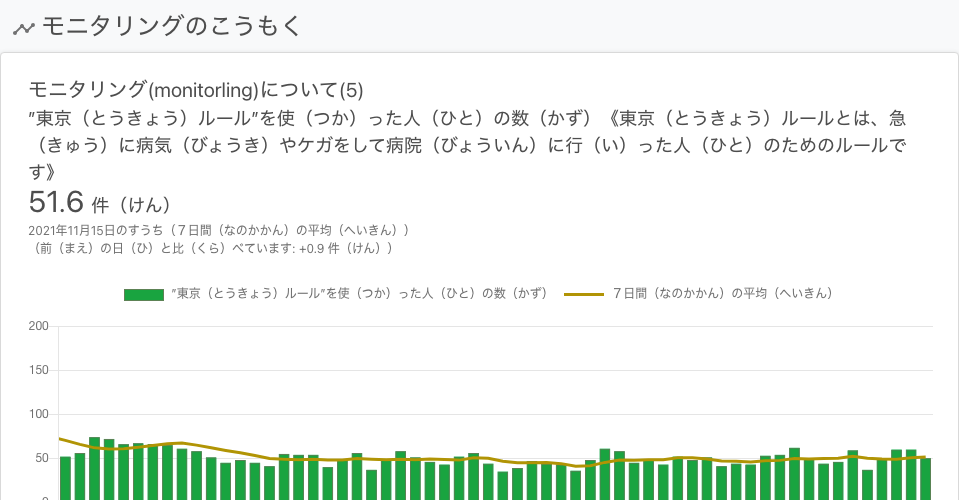 モニタリングのこうもく
モニタリング(monitorling)について(5)
”東京（とうきょう）ルール”を使（つか）った人（ひと）の数（かず）《東京（とうきょう）ルールとは、急
（きゅう）に病気（びょうき）やケガをして病院（びょういん）に行（い）った人（ひと）のためのルールで
す》
51.6 件（けん）
2021年11月15日のすうち（７日間（なのかかん）の平均（へいきん））
（前（まえ）の日（ひ）と比（くら）べています: +0.9 件（けん））
”東京（とうきょう）ルール”を使（つか）った人（ひと）の数（かず） ７日間（なのかかん）の平均（へいきん）
200
150
100
50
0